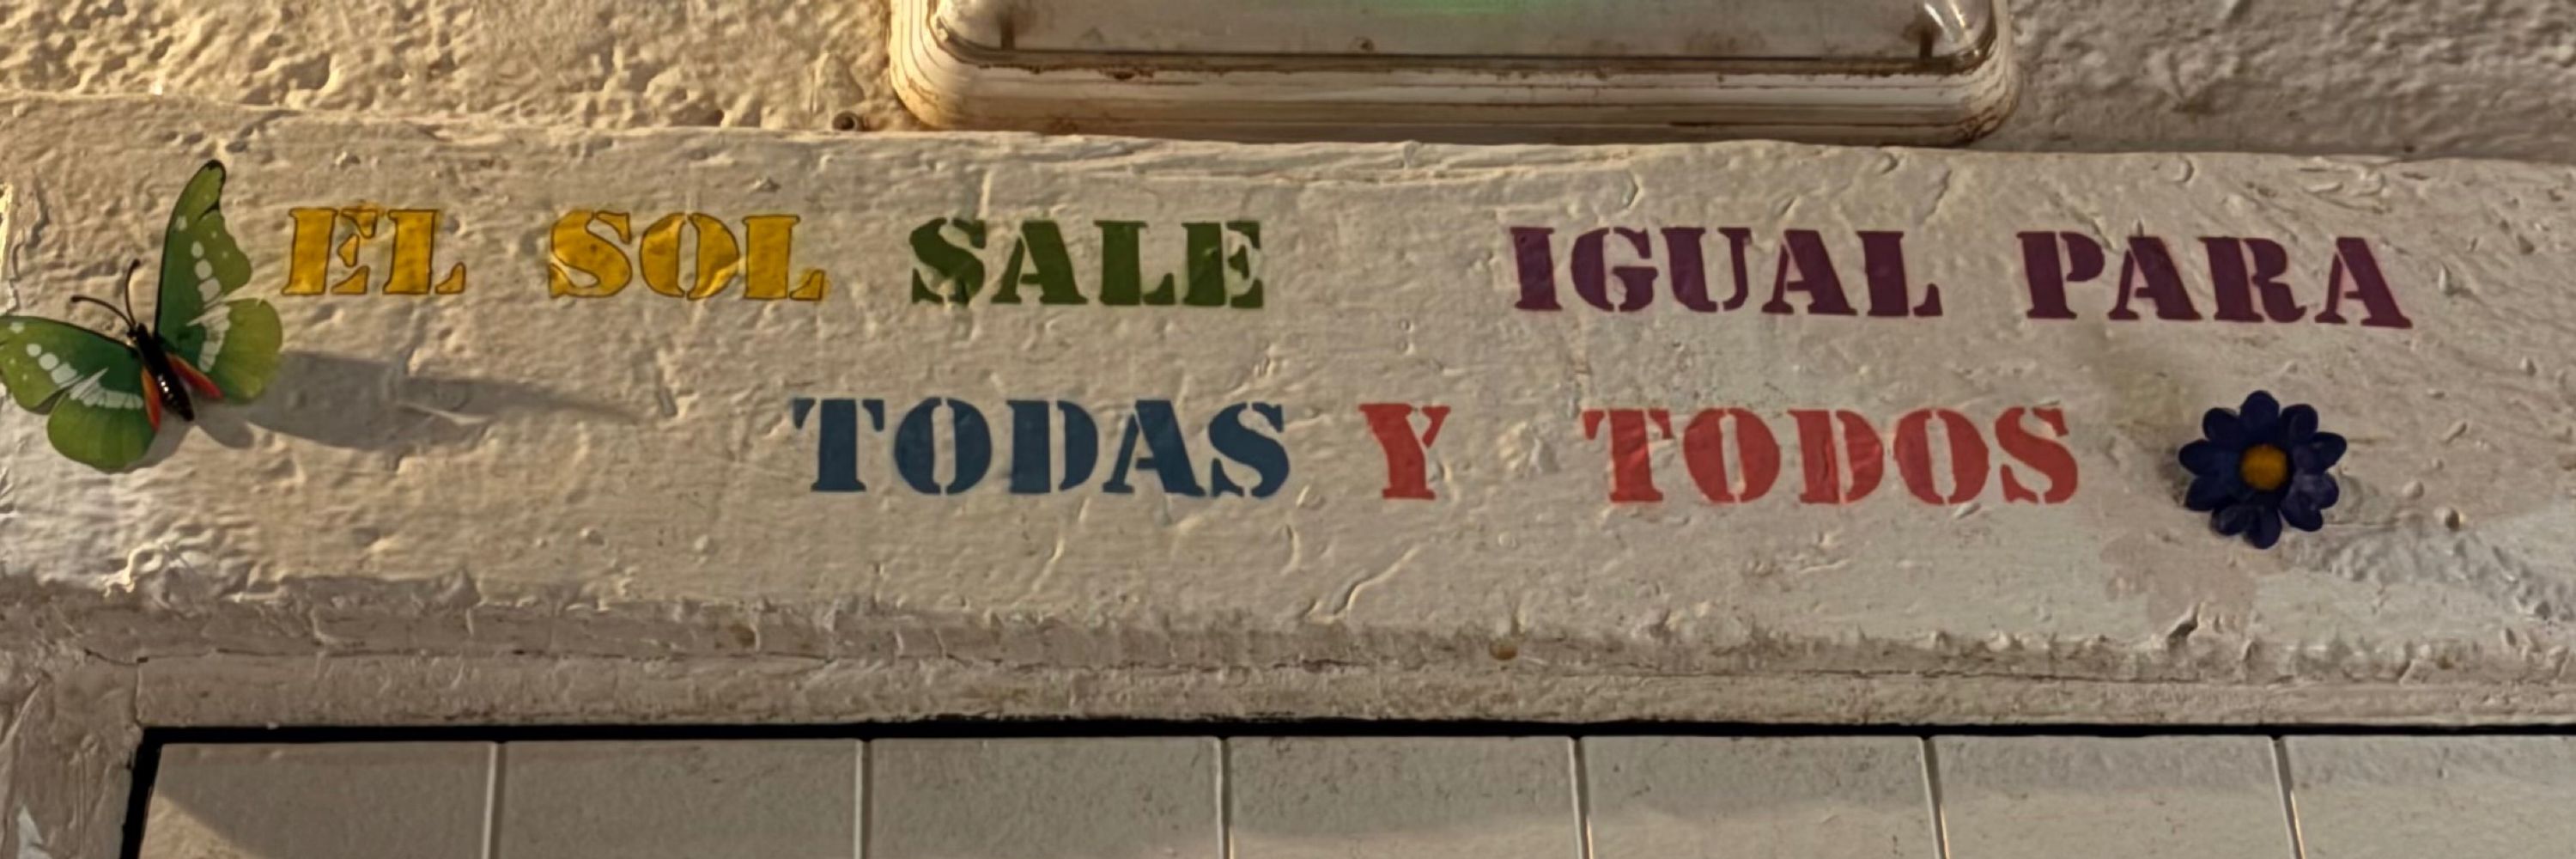 EL SOL SALE IGUAL PARA
TODAS Y TODOS